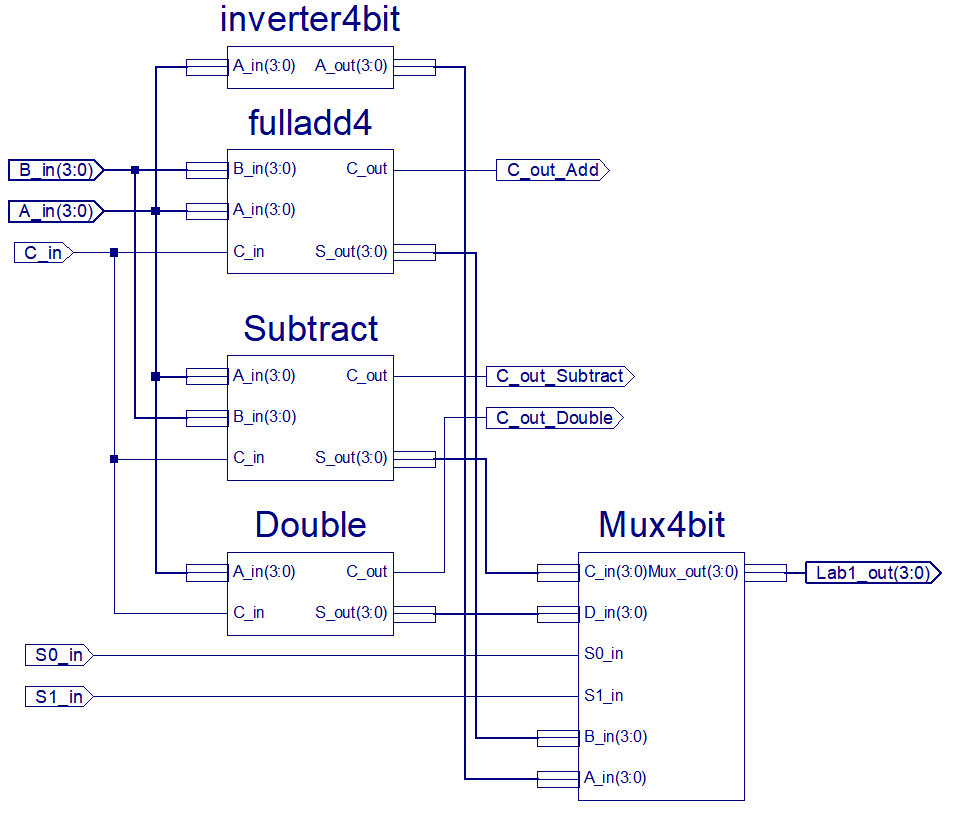 inverter4bit
A_in(3:0) A_out(3:0)
fulladd4
B_in(3:0) B_in(3:0) C_out C_out_Add
A_in(3:0) A_in(3:0)
C_in C_in S_out(3:0)
Subtract
A_in(3:0) C_out C_out_Subtract
B_in(3:0) C_out_Double
C_in S_out(3:0)
Double Mux4bit
A_in(3:0) C_out C_in(3:0) Mux_out(3:0) Lab1_out(3:0)
C_in S_out(3:0) D_in(3:0)
S0_in S0_in
S1_in S1_in
B_in(3:0)
A_in(3:0)